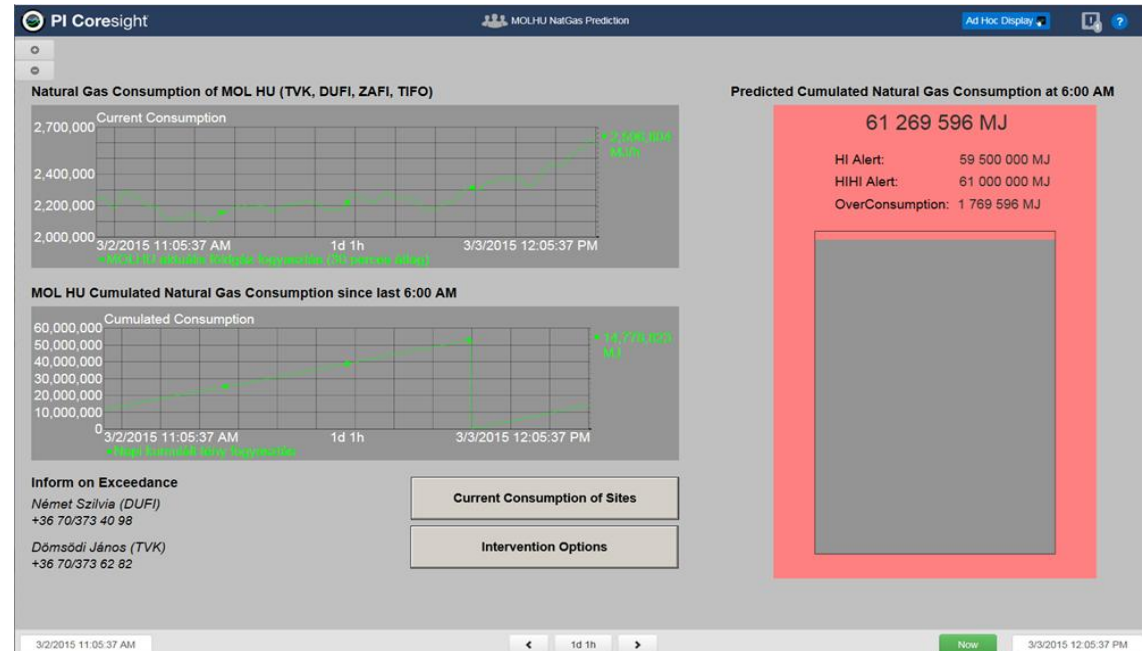 PI Coresight
MOLHU NatGas Prediction
Ad Hoc Display
Natural Gas Consumption of MOL HU (TVK, DUFI, ZAFI, TIFO)
Current Consumption
2,700,000
2,400,000
2,200,000
2,000,000
3/2/2015 11:05:37 AM 1d 1h 3/3/2015 12:05:37 PM
MOL HU Cumulated Natural Gas Consumption since last 6:00 AM
Cumulated Consumption
60,000,000
50,000,000
40,000,000
30,000,000
20,000,000
10,000,000
0
MJ
3/2/2015 11:05:37 AM 1d 1h 3/3/2015 12:05:37 PM
Inform on Exceedance
Német Szilvia (DUFI)
+36 70/373 40 98
Dömsödi János (TVK)
+36 70/373 62 82
Current Consumption of Sites
Intervention Options
Predicted Cumulated Natural Gas Consumption at 6:00 AM
61 269 596 MJ
HI Alert: 59 500 000 MJ
HIHI Alert: 61 000 000 MJ
OverConsumption: 1 769 596 MJ
3/2/2015 11:05:37 AM
1d 1h
Now
3/3/2015 12:05:37 PM